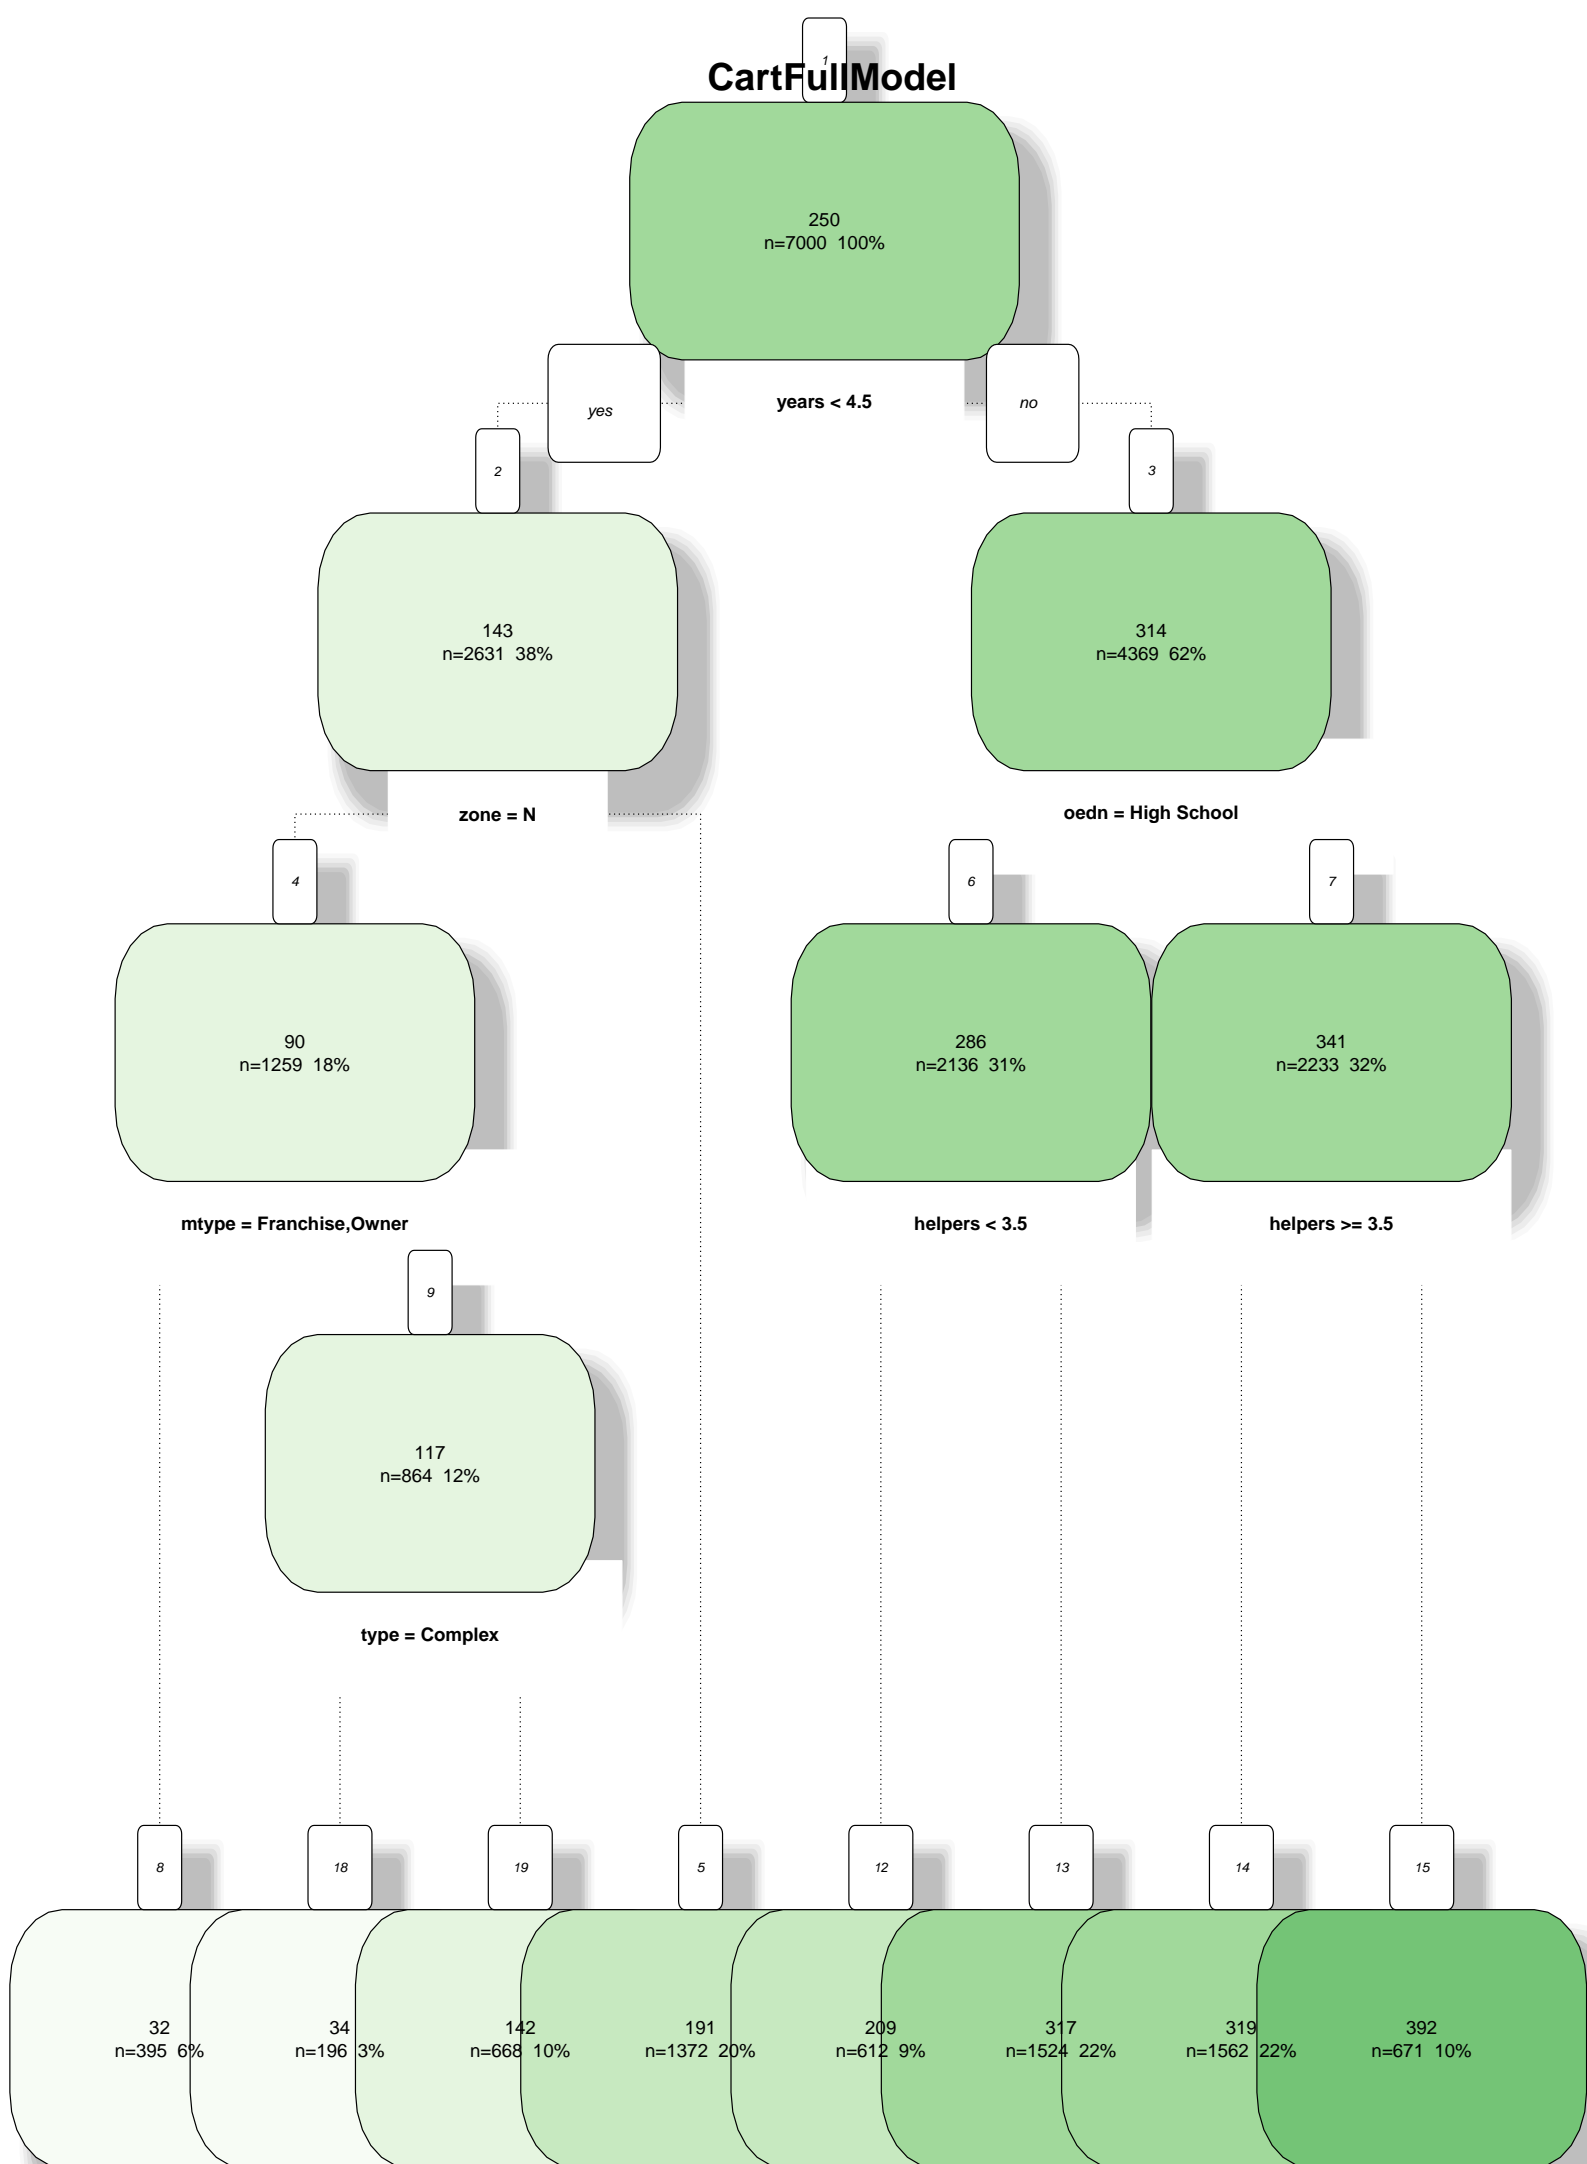 1
CartFullModel
250
n=7000 100%
yes
years < 4.5
no
2
3
143
n=2631 38%
314
n=4369 62%
zone = N
oedn = High School
4
6
7
90
n=1259 18%
286
n=2136 31%
341
n=2233 32%
mtype = Franchise,Owner
helpers < 3.5
helpers >= 3.5
9
117
n=864 12%
type = Complex
8
18
19
5
12
13
14
15
32
n=395 6%
34
n=196 3%
142
n=668 10%
191
n=1372 20%
209
n=612 9%
317
n=1524 22%
319
n=1562 22%
392
n=671 10%